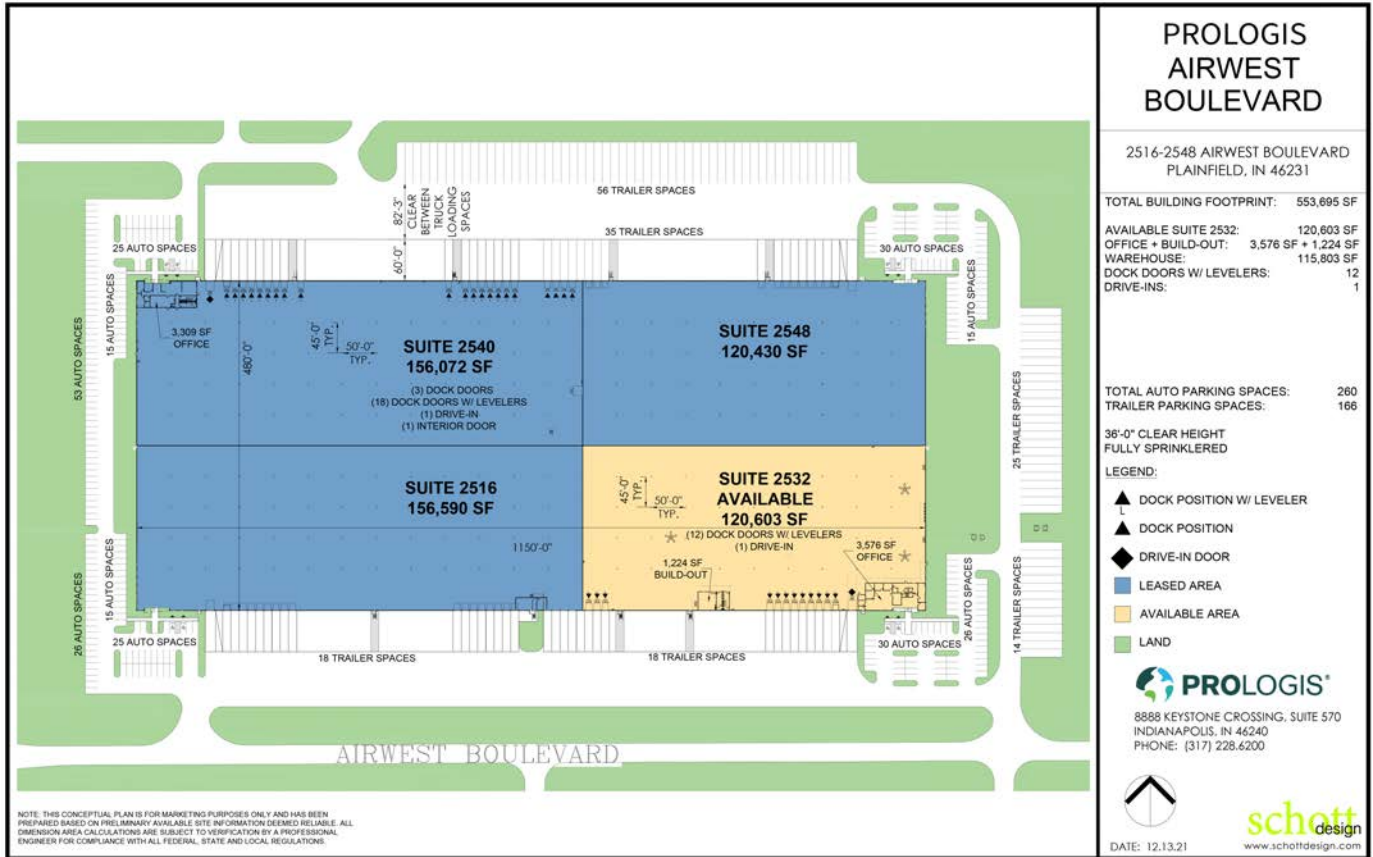 56 TRAILER SPACES
82'-3"
CLEAR
BETWEEN
TRUCK
LOADING
SPACES
60'-0"
35 TRAILER SPACES
25 AUTO SPACES
30 AUTO SPACES
15 AUTO SPACES
53 AUTO SPACES
15 AUTO SPACES
25 TRAILER SPACES
3,309 SF
OFFICE
480'-0"
45'-0"
TYP.
50'-0"
TYP.
SUITE 2540
156,072 SF
(3) DOCK DOORS
(18) DOCK DOORS W/ LEVELERS
(1) DRIVE-IN
(1) INTERIOR DOOR
SUITE 2548
120,430 SF
SUITE 2516
156,590 SF
1150'-0"
45'-0"
TYP.
50'-0"
TYP.
SUITE 2532
AVAILABLE
120,603 SF
(12) DOCK DOORS W/ LEVELERS
(1) DRIVE-IN
1,224 SF
BUILD-OUT
3,576 SF
OFFICE
26 AUTO SPACES
15 AUTO SPACES
25 AUTO SPACES
18 TRAILER SPACES
18 TRAILER SPACES
30 AUTO SPACES
26 AUTO SPACES
14 TRAILER SPACES
AIRWEST BOULEVARD
NOTE: THIS CONCEPTUAL PLAN IS FOR MARKETING PURPOSES ONLY AND HAS BEEN
PREPARED BASED ON PRELIMINARY AVAILABLE SITE INFORMATION DEEMED RELIABLE. ALL
DIMENSION AREA CALCULATIONS ARE SUBJECT TO VERIFICATION BY A PROFESSIONAL
ENGINEER FOR COMPLIANCE WITH ALL FEDERAL, STATE AND LOCAL REGULATIONS.
PROLOGIS
AIRWEST
BOULEVARD
2516-2548 AIRWEST BOULEVARD
PLAINFIELD, IN 46231
TOTAL BUILDING FOOTPRINT: 553,695 SF
AVAILABLE SUITE 2532: 120,603 SF
OFFICE + BUILD-OUT: 3,576 SF + 1,224 SF
WAREHOUSE: 115,803 SF
DOCK DOORS W/ LEVELERS: 12
DRIVE-INS: 1
TOTAL AUTO PARKING SPACES: 260
TRAILER PARKING SPACES: 166
36'-0" CLEAR HEIGHT
FULLY SPRINKLERED
LEGEND:
DOCK POSITION W/ LEVELER
L
DOCK POSITION
DRIVE-IN DOOR
LEASED AREA
AVAILABLE AREA
LAND
PROLOGIS®
8888 KEYSTONE CROSSING, SUITE 570
INDIANAPOLIS, IN 46240
PHONE: (317) 228.6200
schott
design
DATE: 12.13.21
www.schottdesign.com